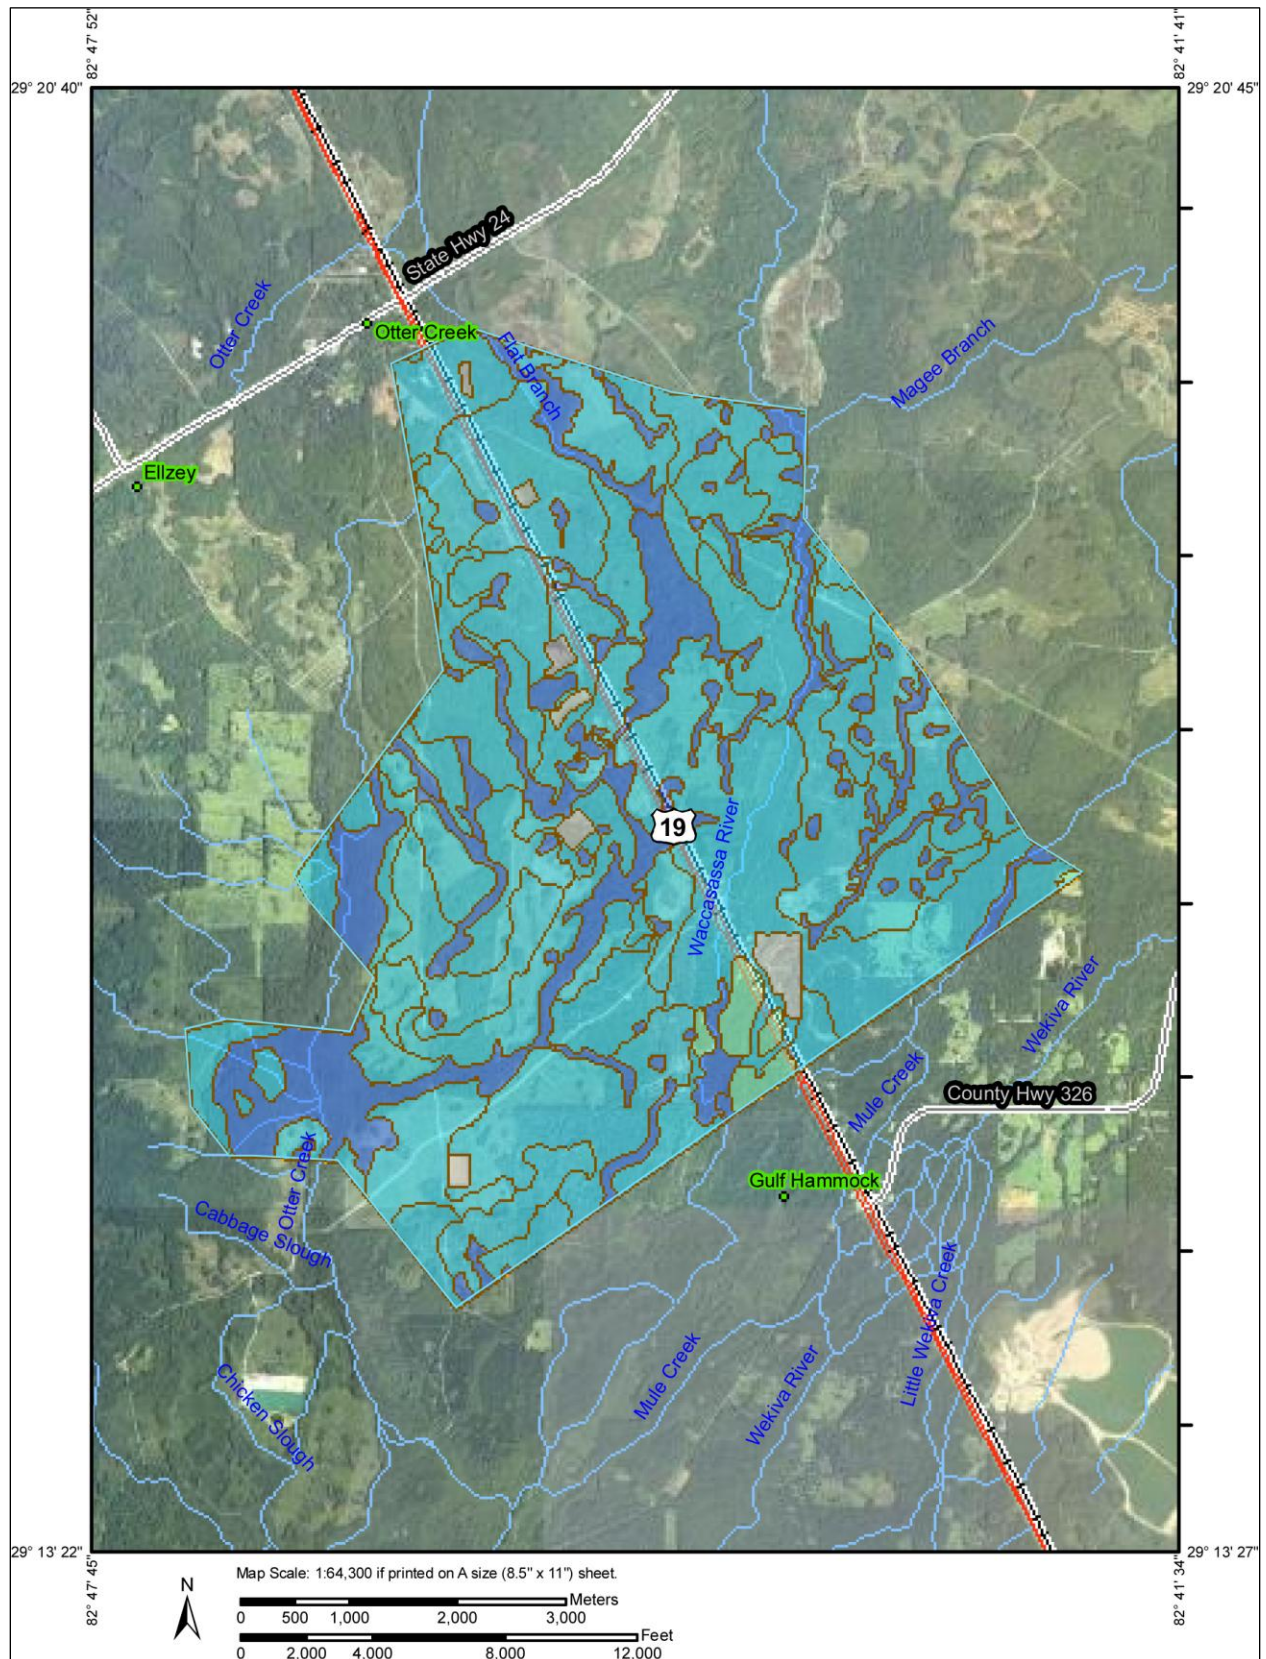 82° 47' 52"
82° 41' 41"
29° 20' 40"
29° 20' 45"
State Hwy 24
Otter Creek
Otter Creek
Flat Branch
Magee Branch
Ellzey
19
Waccasassa River
Wekiva River
Mule Creek
County Hwy 326
Otter Creek
Gulf Hammock
Cabbage Slough
Little Wekiva Creek
Mule Creek
Wekiva River
Chicken Slough
29° 13' 22"
29° 13' 27"
82° 47' 45"
82° 41' 34"
Map Scale: 1:64,300 if printed on A size (8.5" x 11") sheet.
N
Meters
0 500 1,000 2,000 3,000
Feet
0 2,000 4,000 8,000 12,000